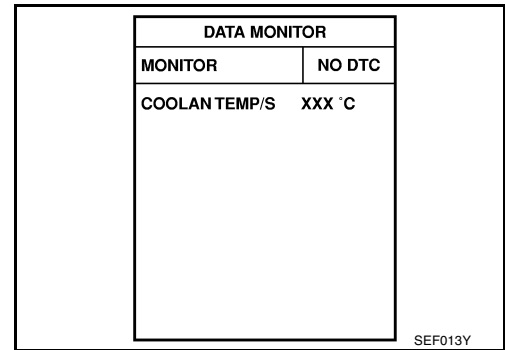 DATA MONITOR
MONITOR NO DTC
COOLAN TEMP/S XXX °C
SEF013Y